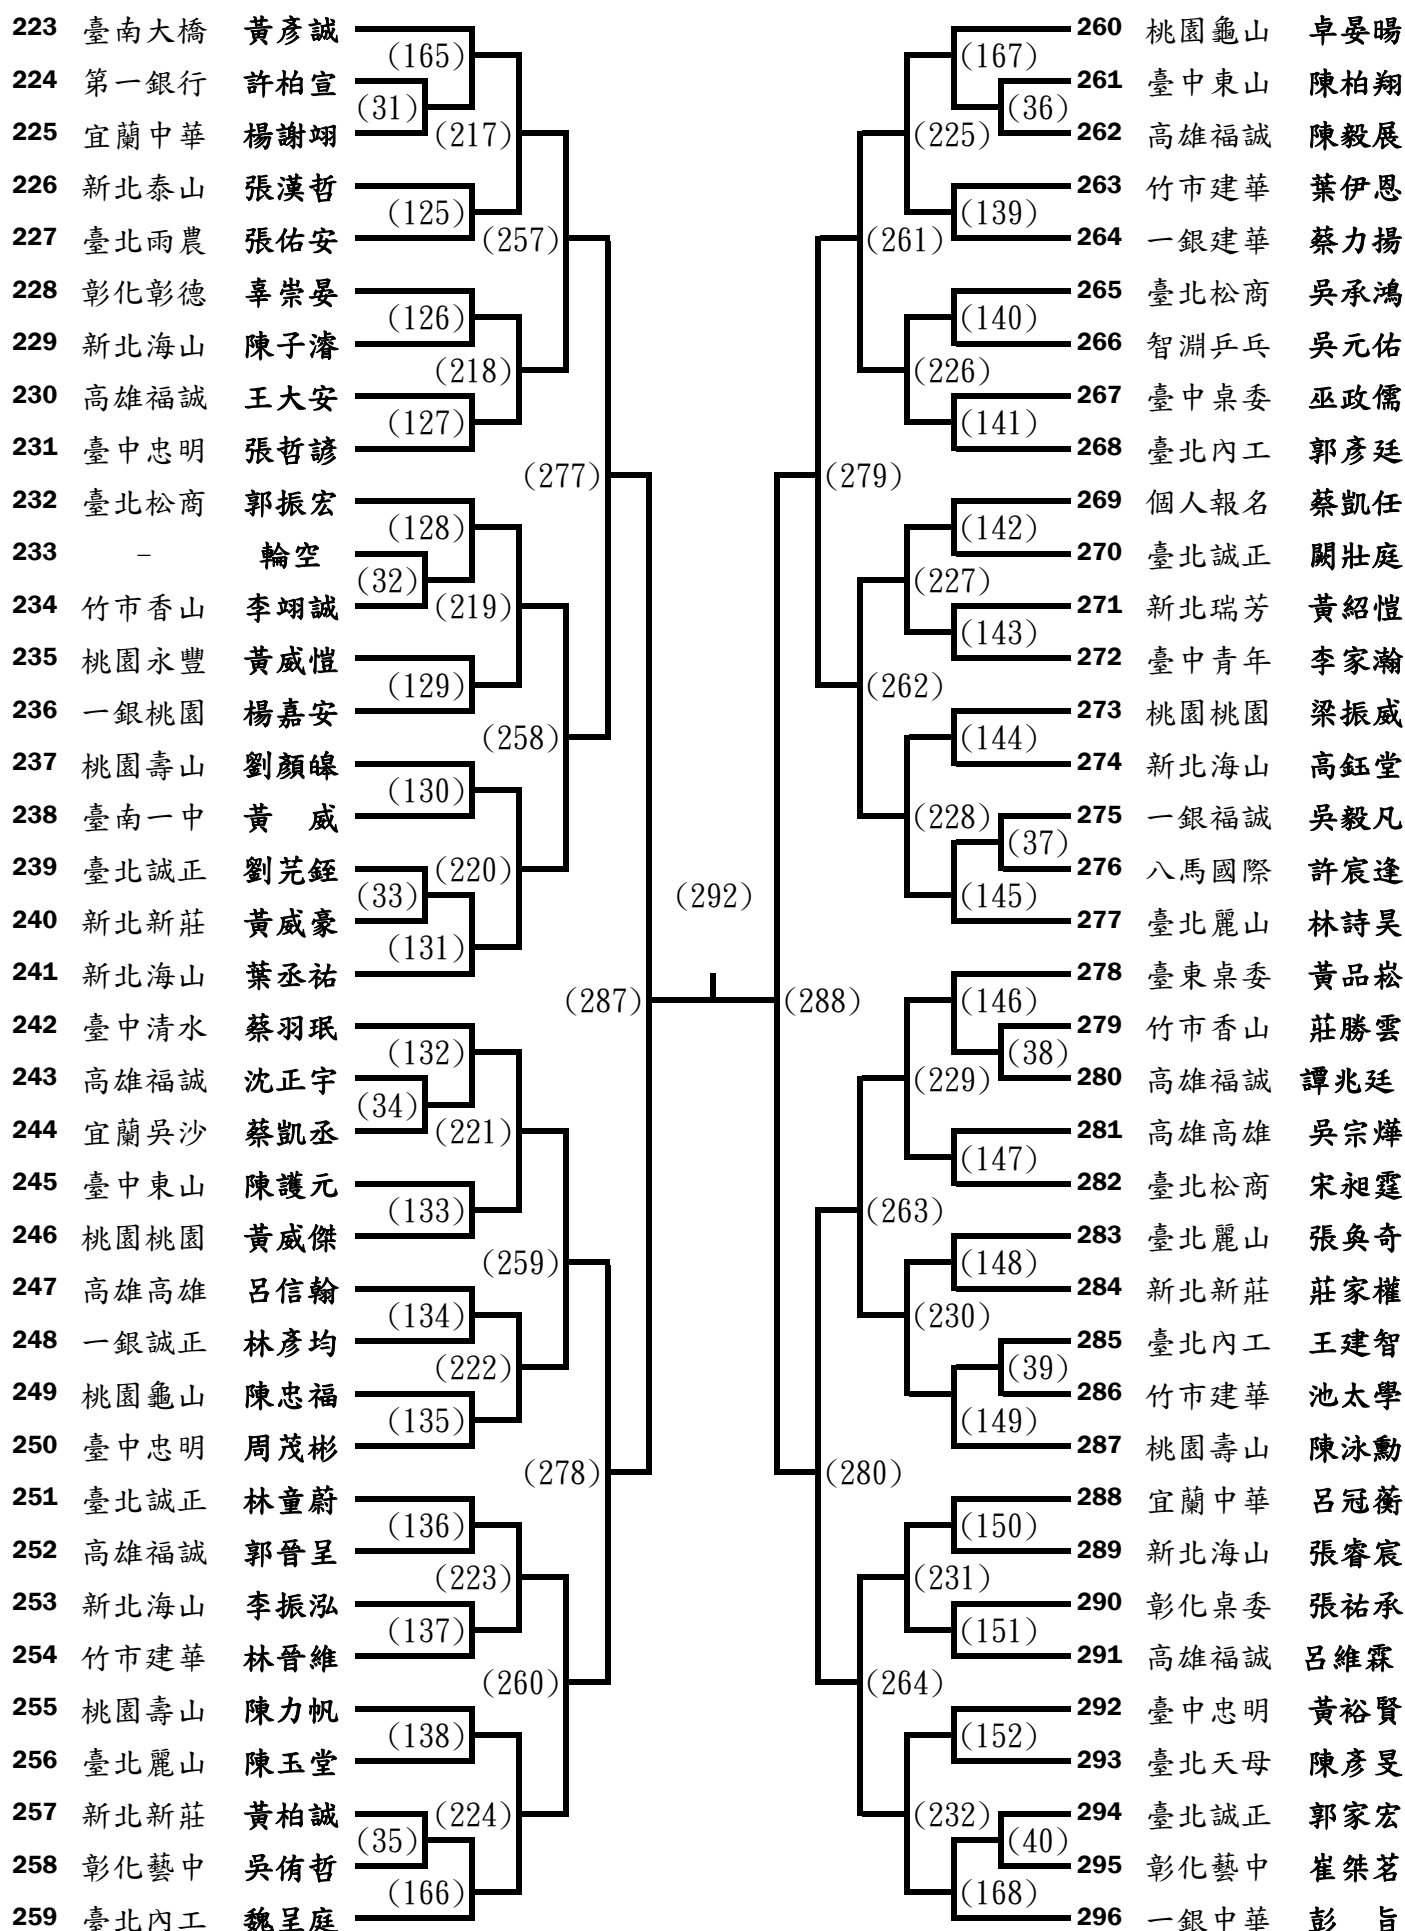 223 臺南大橋 黃彥誠
(165)
224 第一銀行 許柏宣
(31)
225 宜蘭中華 楊謝翊
(217)
226 新北泰山 張漢哲
(125)
227 臺北雨農 張佑安
(257)
228 彰化彰德 辜崇晏
(126)
229 新北海山 陳子濬
(218)
230 高雄福誠 王大安
(127)
231 臺中忠明 張哲諺
(277)
232 臺北松商 郭振宏
(128)
233 – 輪空
(32)
234 竹市香山 李翊誠
(219)
235 桃園永豐 黃威愷
(129)
236 一銀桃園 楊嘉安
(258)
237 桃園壽山 劉顏皞
(130)
238 臺南一中 黃 威
239 臺北誠正 劉芫銍
(220)
(33)
240 新北新莊 黃威豪
(131)
241 新北海山 葉丞祐
(287)
242 臺中清水 蔡羽珉
(132)
243 高雄福誠 沈正宇
(34)
244 宜蘭吳沙 蔡凱丞
(221)
245 臺中東山 陳護元
(133)
246 桃園桃園 黃威傑
(259)
247 高雄高雄 呂信翰
(134)
248 一銀誠正 林彥均
(222)
249 桃園龜山 陳忠福
(135)
250 臺中忠明 周茂彬
(278)
251 臺北誠正 林童蔚
(136)
252 高雄福誠 郭晉呈
(223)
253 新北海山 李振泓
(137)
254 竹市建華 林晉維
(260)
255 桃園壽山 陳力帆
(138)
256 臺北麗山 陳玉堂
257 新北新莊 黃柏誠
(224)
(35)
258 彰化藝中 吳侑哲
(166)
259 臺北內工 魏呈庭
(292)
260 桃園龜山 卓晏暘
(167)
261 臺中東山 陳柏翔
(36)
262 高雄福誠 陳毅展
(225)
263 竹市建華 葉伊恩
(139)
264 一銀建華 蔡力揚
(261)
265 臺北松商 吳承鴻
(140)
266 智淵乒乓 吳元佑
(226)
267 臺中桌委 巫政儒
(141)
268 臺北內工 郭彥廷
(279)
269 個人報名 蔡凱任
(142)
270 臺北誠正 闕壯庭
(227)
271 新北瑞芳 黃紹愷
(143)
272 臺中青年 李家瀚
(262)
273 桃園桃園 梁振威
(144)
274 新北海山 高鈺堂
275 一銀福誠 吳毅凡
(228)
(37)
276 八馬國際 許宸逢
(145)
277 臺北麗山 林詩昊
278 臺東桌委 黃品崧
(288)
(146)
279 竹市香山 莊勝雲
(38)
280 高雄福誠 譚兆廷
(229)
281 高雄高雄 吳宗燁
(147)
282 臺北松商 宋昶霆
(263)
283 臺北麗山 張奐奇
(148)
284 新北新莊 莊家權
(230)
285 臺北內工 王建智
(39)
286 竹市建華 池太學
(149)
287 桃園壽山 陳泳勳
(280)
288 宜蘭中華 呂冠蘅
(150)
289 新北海山 張睿宸
(231)
290 彰化桌委 張祐承
(151)
291 高雄福誠 呂維霖
(264)
292 臺中忠明 黃裕賢
(152)
293 臺北天母 陳彥旻
294 臺北誠正 郭家宏
(232)
(40)
295 彰化藝中 崔桀茗
(168)
296 一銀中華 彭 旨